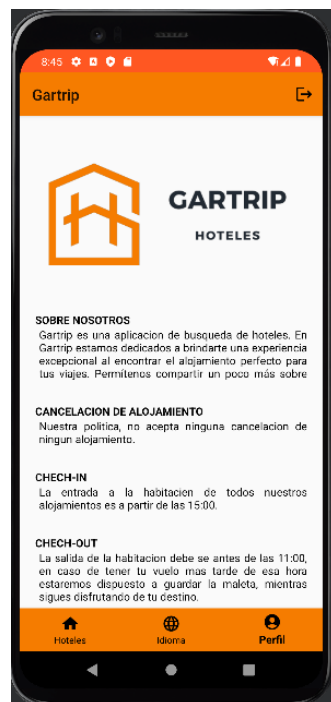 8:45
Gartrip
GARTRIP
HOTELES
SOBRE NOSOTROS
Gartrip es una aplicacion de busqueda de hoteles. En
Gartrip estamos dedicados a brindarte una experiencia
excepcional al encontrar el alojamiento perfecto para
tus viajes. Permítenos compartir un poco más sobre
CANCELACION DE ALOJAMIENTO
Nuestra politica, no acepta ninguna cancelacion de
ningun alojamiento.
CHECH-IN
La entrada a la habitacien de todos nuestros
alojamientos es a partir de las 15:00.
CHECH-OUT
La salida de la habitacion debe se antes de las 11:00,
en caso de tener tu vuelo mas tarde de esa hora
estaremos dispuesto a guardar la maleta, mientras
sigues disfrutando de tu destino.
Hoteles
Idioma
Perfil